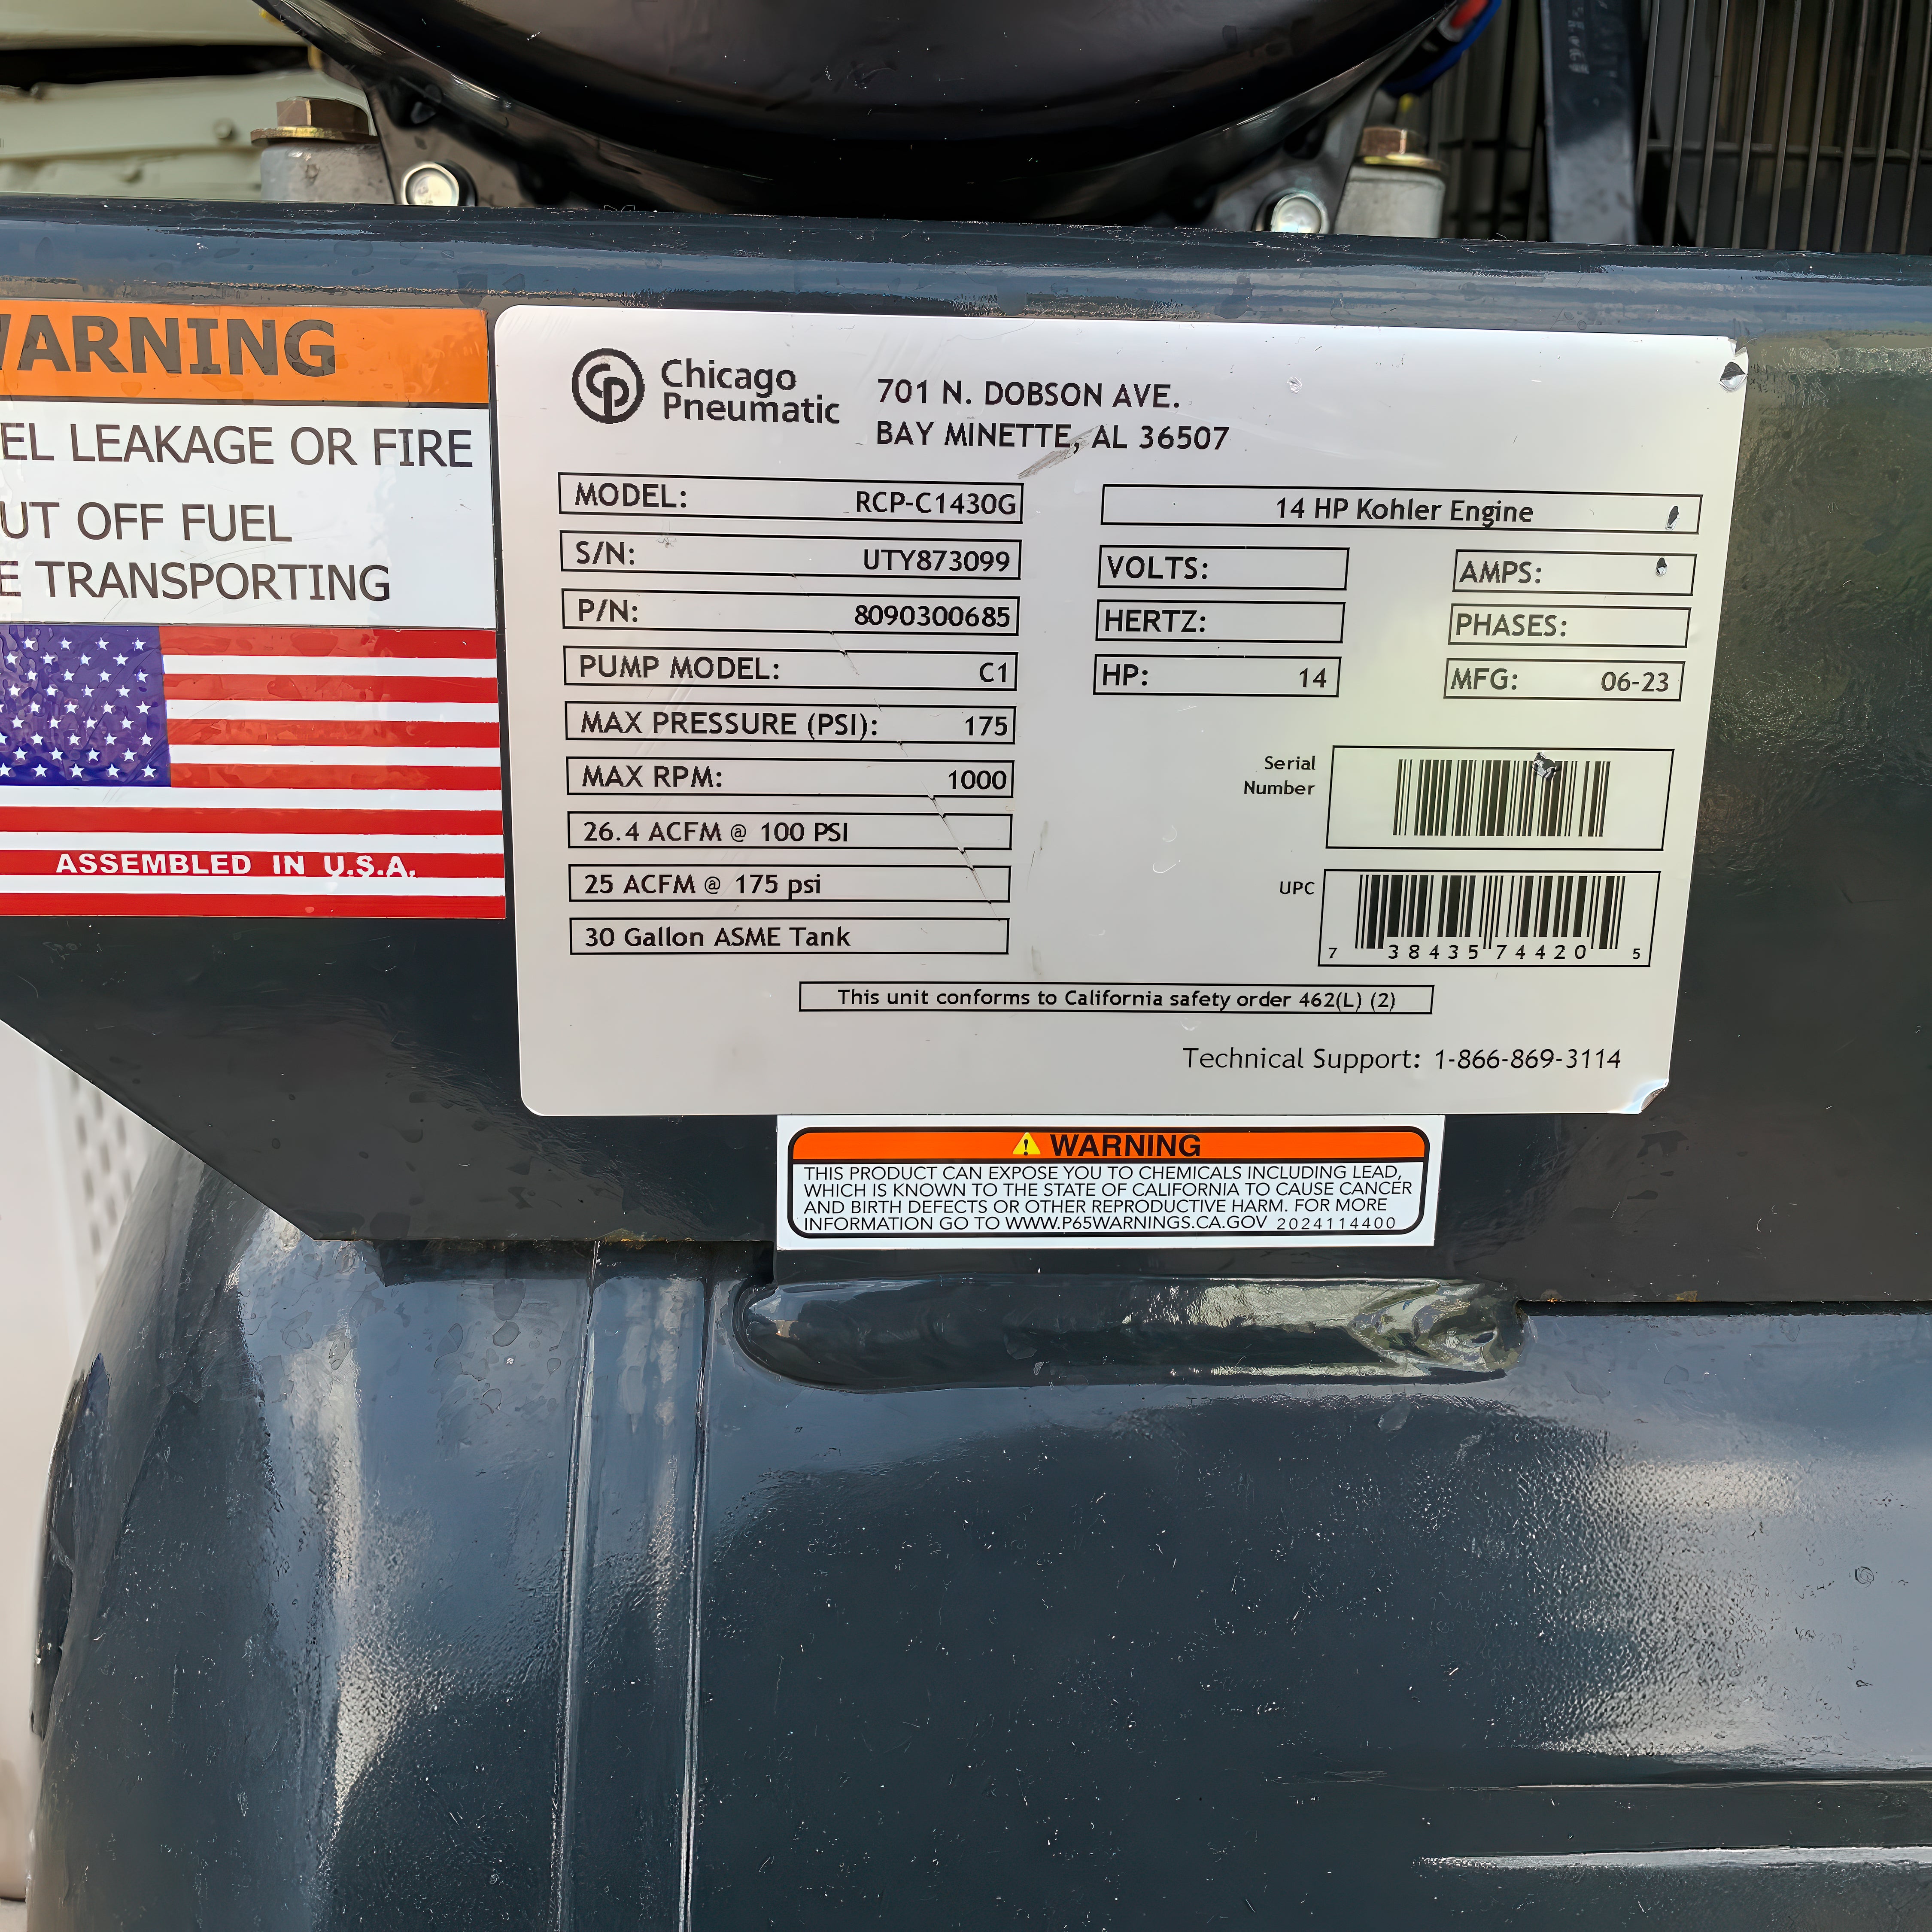 WARNING
EL LEAKAGE OR FIRE
UT OFF FUEL
E TRANSPORTING
ASSEMBLED IN U.S.A.
CP Chicago Pneumatic
701 N. DOBSON AVE.
BAY MINETTE, AL 36507
MODEL: RCP-C1430G
S/N: UTY873099
P/N: 8090300685
PUMP MODEL: C1
MAX PRESSURE (PSI): 175
MAX RPM: 1000
26.4 ACFM @ 100 PSI
25 ACFM @ 175 psi
30 Gallon ASME Tank
14 HP Kohler Engine
VOLTS: AMPS:
HERTZ: PHASES:
HP: 14 MFG: 06-23
Serial
Number
UPC
7 38435 74420 5
This unit conforms to California safety order 462(L) (2)
Technical Support: 1-866-869-3114
WARNING
THIS PRODUCT CAN EXPOSE YOU TO CHEMICALS INCLUDING LEAD,
WHICH IS KNOWN TO THE STATE OF CALIFORNIA TO CAUSE CANCER
AND BIRTH DEFECTS OR OTHER REPRODUCTIVE HARM. FOR MORE
INFORMATION GO TO WWW.P65WARNINGS.CA.GOV 2024114400